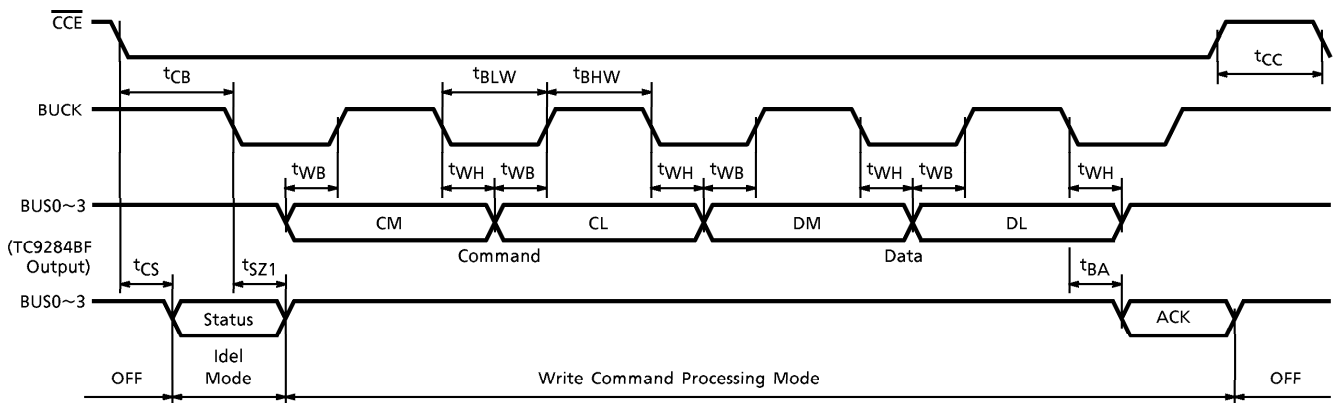 CCE
tCC
tCB tBLW tBHW
BUCK
tWB tWH tWB tWH tWB tWH tWB tWH
BUS0~3 CM CL DM DL
(TC9284BF Output) Command Data
tCS tSZ1 tBA
BUS0~3 Status ACK
OFF Idel Mode Write Command Processing Mode OFF